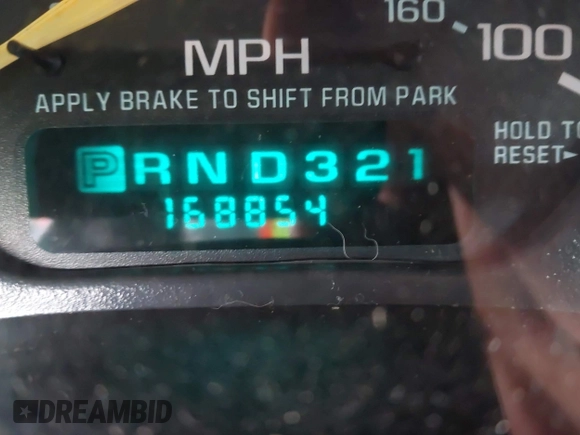 160
100
MPH
APPLY BRAKE TO SHIFT FROM PARK
HOLD TO
RESET-
PRND321
168854
DREAMBID